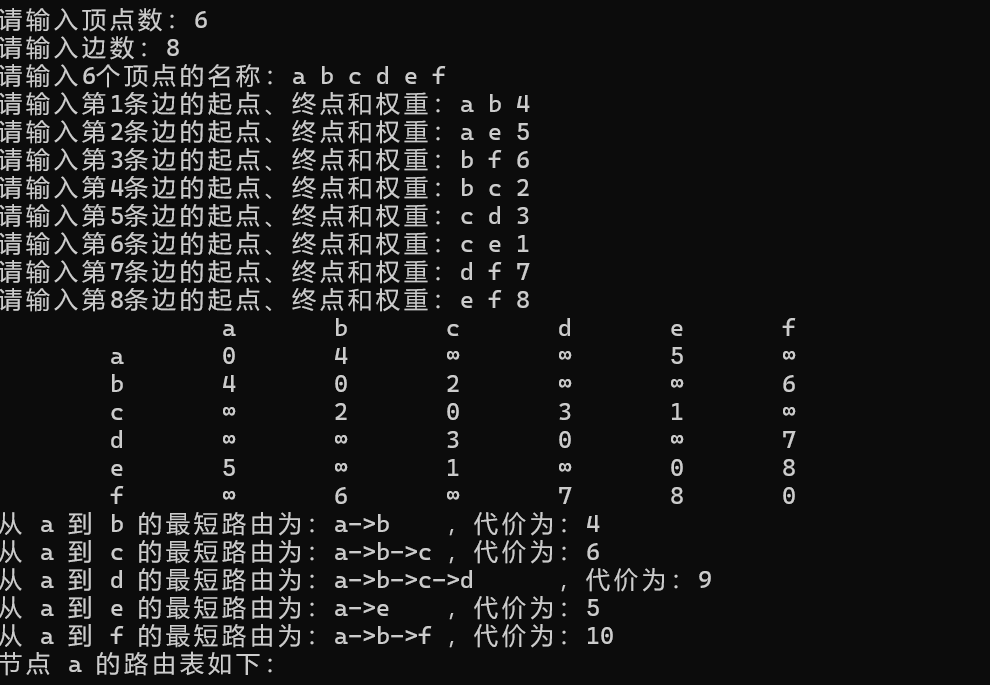 请输入顶点数: 6
请输入边数: 8
请输入6个顶点的名称: a b c d e f
请输入第1条边的起点、终点和权重: a b 4
请输入第2条边的起点、终点和权重: a e 5
请输入第3条边的起点、终点和权重: b f 6
请输入第4条边的起点、终点和权重: b c 2
请输入第5条边的起点、终点和权重: c d 3
请输入第6条边的起点、终点和权重: c e 1
请输入第7条边的起点、终点和权重: d f 7
请输入第8条边的起点、终点和权重: e f 8
a b c d e f
a 0 4 ∞ ∞ 5 ∞
b 4 0 2 ∞ ∞ 6
c ∞ 2 0 3 1 ∞
d ∞ ∞ 3 0 ∞ 7
e 5 ∞ 1 ∞ 0 8
f ∞ 6 ∞ 7 8 0
从 a 到 b 的最短路由为: a->b , 代价为: 4
从 a 到 c 的最短路由为: a->b->c , 代价为: 6
从 a 到 d 的最短路由为: a->b->c->d , 代价为: 9
从 a 到 e 的最短路由为: a->e , 代价为: 5
从 a 到 f 的最短路由为: a->b->f , 代价为: 10
节点 a 的路由表如下: